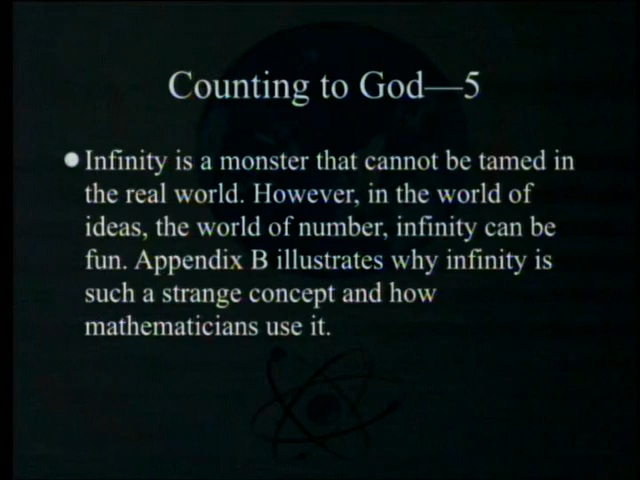 Counting to God—5
Infinity is a monster that cannot be tamed in
the real world. However, in the world of
ideas, the world of number, infinity can be
fun. Appendix B illustrates why infinity is
such a strange concept and how
mathematicians use it.